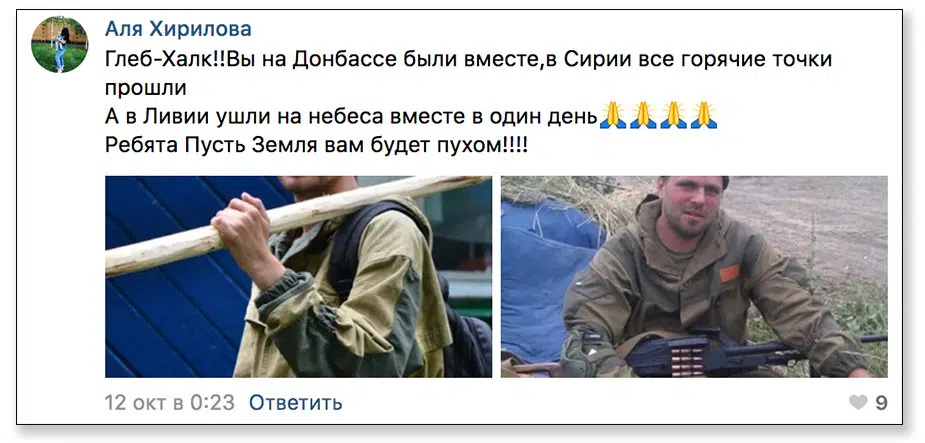 Аля Хирилова
Глеб-Халк!!Вы на Донбассе были вместе,в Сирии все горячие точки
прошли
А в Ливии ушли на небеса вместе в один день🙏🙏🙏🙏
Ребята Пусть Земля вам будет пухом!!!!
12 окт в 0:23 Ответить 9